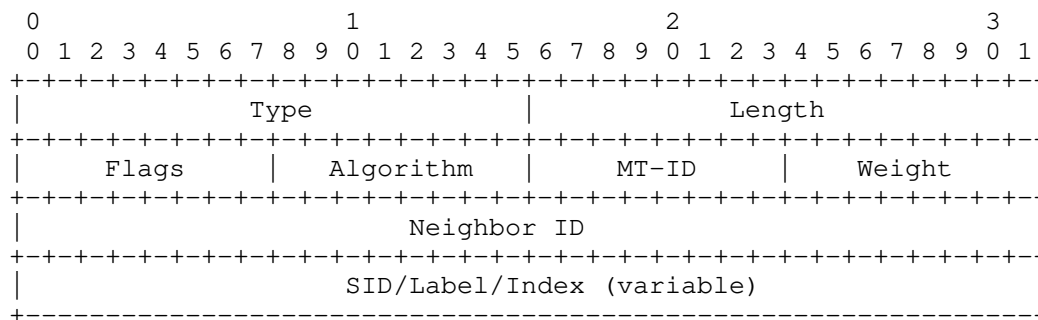 0                   1                   2                   3
0 1 2 3 4 5 6 7 8 9 0 1 2 3 4 5 6 7 8 9 0 1 2 3 4 5 6 7 8 9 0 1
+-+-+-+-+-+-+-+-+-+-+-+-+-+-+-+-+-+-+-+-+-+-+-+-+-+-+-+-+-+-+-+-
| Type | Length
+-+-+-+-+-+-+-+-+-+-+-+-+-+-+-+-+-+-+-+-+-+-+-+-+-+-+-+-+-+-+-+-
| Flags | Algorithm | MT-ID | Weight
+-+-+-+-+-+-+-+-+-+-+-+-+-+-+-+-+-+-+-+-+-+-+-+-+-+-+-+-+-+-+-+-
| Neighbor ID
+-+-+-+-+-+-+-+-+-+-+-+-+-+-+-+-+-+-+-+-+-+-+-+-+-+-+-+-+-+-+-+-
| SID/Label/Index (variable)
+----------------------------------------------------------------